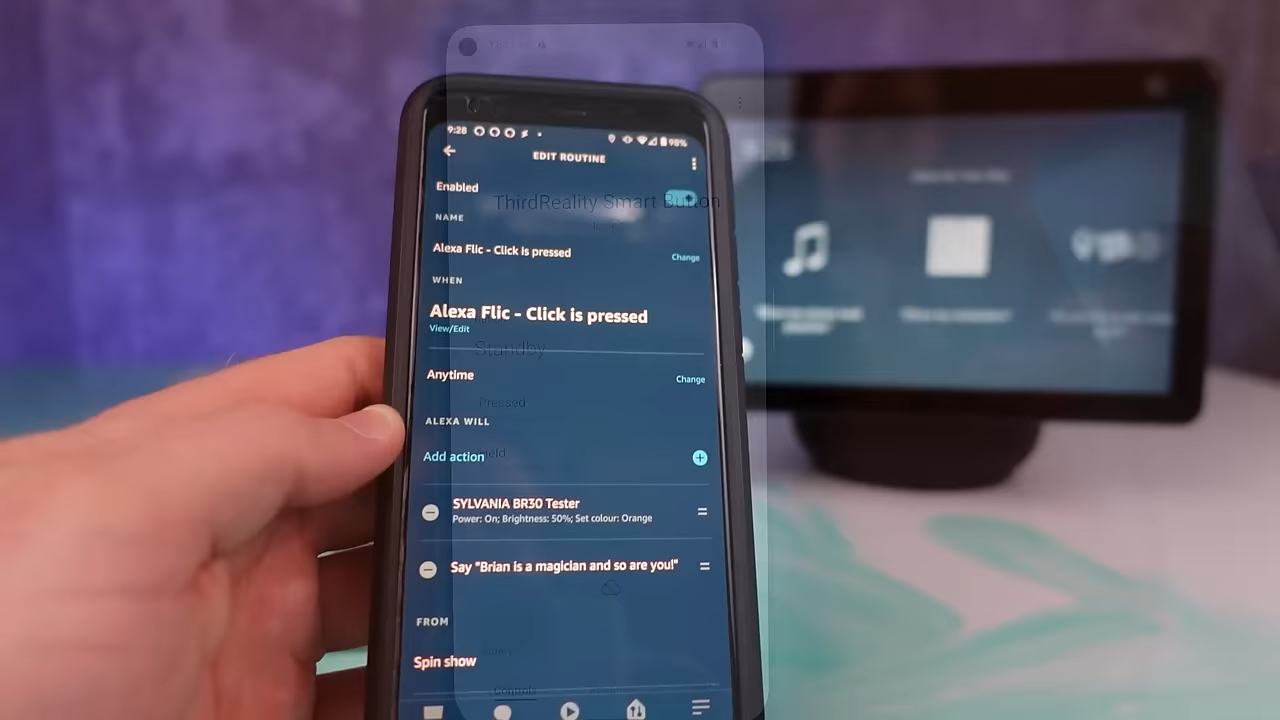 9:28
98%
EDIT ROUTINE
Enabled
ThirdReality Smart Button
NAME
Alexa Flic - Click is pressed
Change
WHEN
Alexa Flic - Click is pressed
View/Edit
Standby
Anytime
Change
Pressed
ALEXA WILL
Add action
SYLVANIA BR30 Tester
Power: On; Brightness: 50%; Set colour: Orange
Say "Brian is a magician and so are you!"
FROM
Spin show
Controls